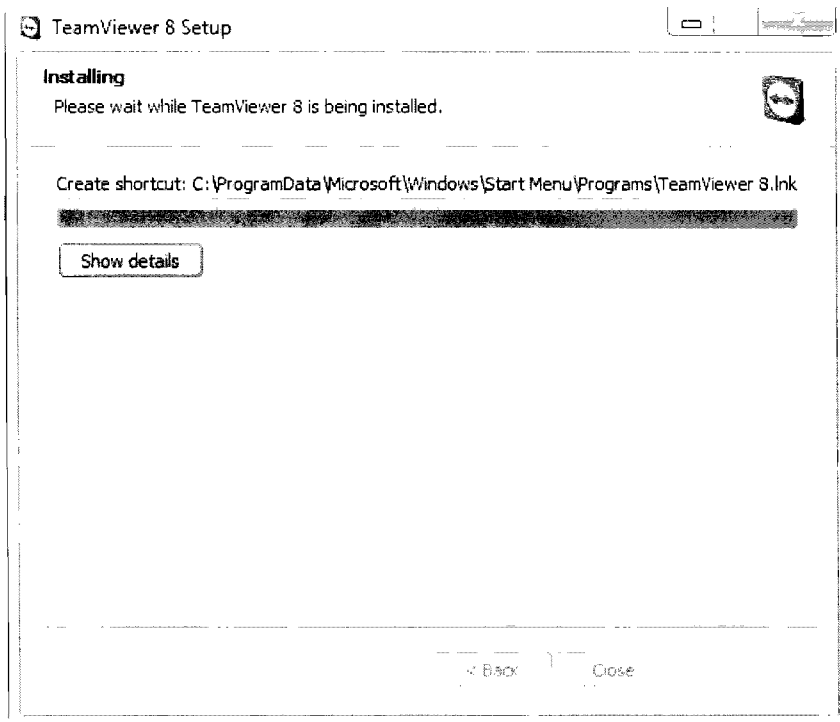 TeamViewer 8 Setup
Installing
Please wait while TeamViewer 8 is being installed.
Create shortcut: C:\ProgramData\Microsoft\Windows\Start Menu\Programs\TeamViewer 8.lnk
Show details
< Back Close